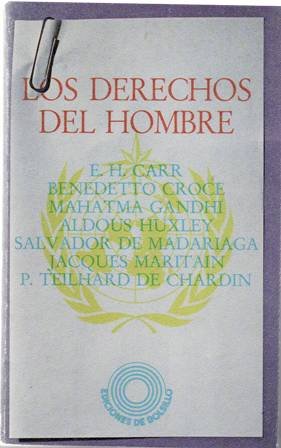 LOS DERECHOS
DEL HOMBRE
E. H. CARR
BENEDETTO CROCE
MAHATMA GANDHI
ALDOUS HUXLEY
SALVADOR DE MADARIAGA
JACQUES MARITAIN
P. TEILHARD DE CHARDIN
EDICIONES DE BOLSILLO